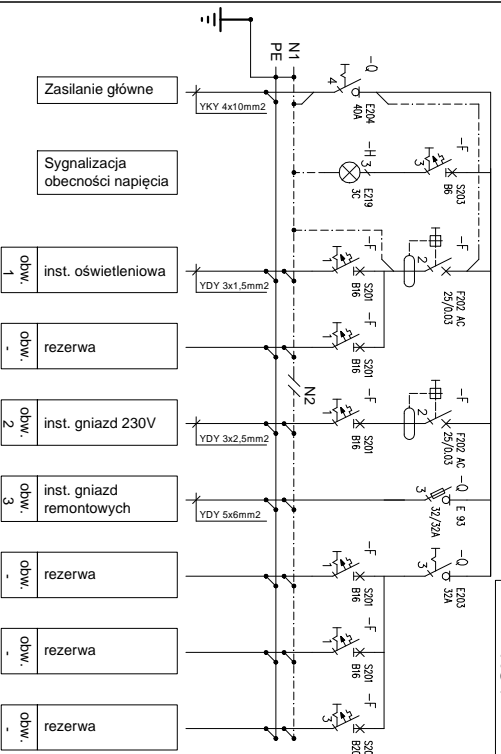 N1
PE
Zasilanie główne
YKY 4x10mm2
4
-Q
E204
40A
Sygnalizacja
obecności napięcia
-H
3
E219
3C
-F
3
S203
B6
obw.
1
inst. oświetleniowa
YDY 3x1,5mm2
-F
1
S201
B16
-F
2
F202 AC
25/0.03
obw.
-
rezerwa
-F
1
S201
B16
N2
obw.
2
inst. gniazd 230V
YDY 3x2,5mm2
-F
1
S201
B16
-F
2
F202 AC
25/0.03
obw.
3
inst. gniazd
remontowych
YDY 5x6mm2
-Q
3
E 93
32/32A
obw.
-
rezerwa
-F
1
S201
B16
-Q
3
E203
32A
obw.
-
rezerwa
-F
1
S201
B16
obw.
-
rezerwa
-F
3